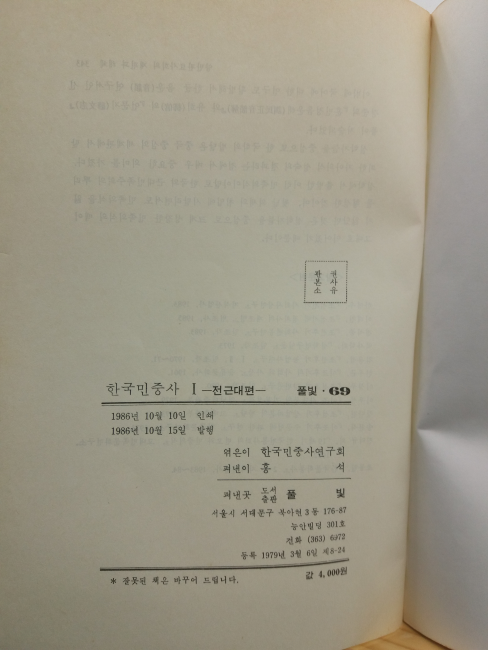 판 권
본 사
소 유
한국민중사 Ⅰ —전근대편— 풀빛 · 69
1986년 10월 10일 인쇄
1986년 10월 15일 발행
엮은이 한국민중사연구회
펴낸이 홍 석
펴낸곳 도서출판 풀 빛
서울시 서대문구 북아현 3동 176-87
능안빌딩 301호
전화 (363) 6972
등록 1979년 3월 6일 제8-24
값 4,000원
* 잘못된 책은 바꾸어 드립니다.